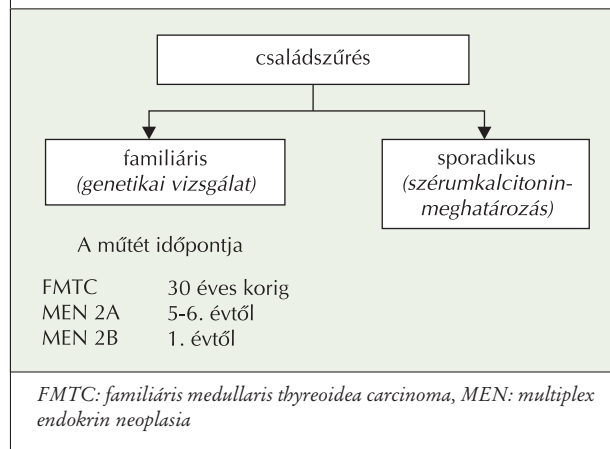 családszűrés
familiáris
(genetikai vizsgálat)
sporadikus
(szérumkalcitonin-
meghatározás)
A műtét időpontja
FMTC 30 éves korig
MEN 2A 5-6. évtől
MEN 2B 1. évtől
FMTC: familiáris medullaris thyreoidea carcinoma, MEN: multiplex
endokrin neoplasia